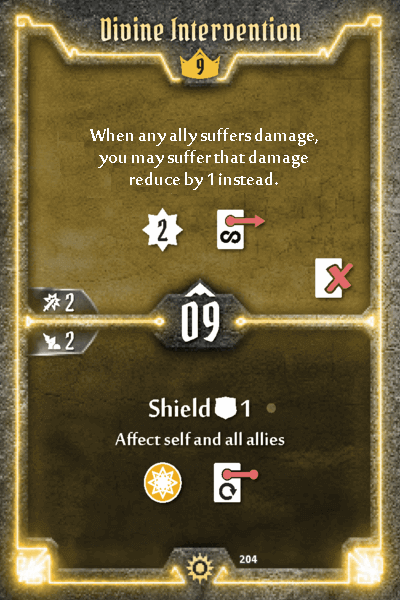 Divine Intervention
9
When any ally suffers damage,
you may suffer that damage
reduce by 1 instead.
2
2
09
2
Shield 1
Affect self and all allies
204